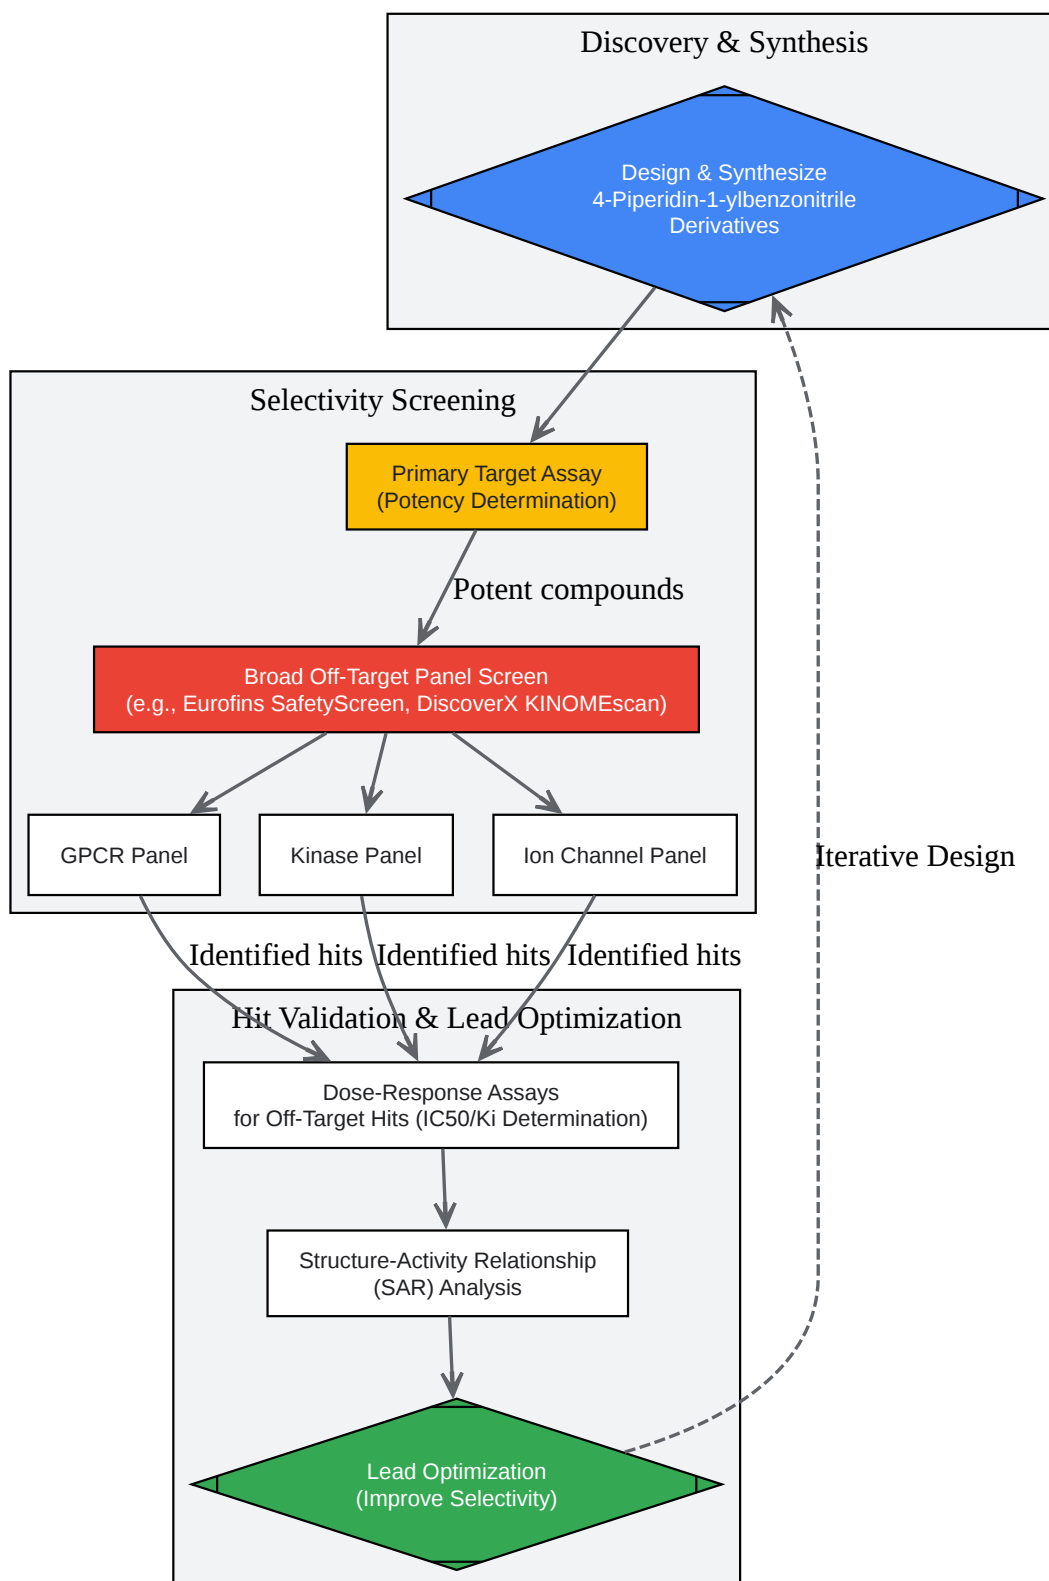 Discovery & Synthesis
Design & Synthesize
4-Piperidin-1-ylbenzonitrile
Derivatives
Selectivity Screening
Primary Target Assay
(Potency Determination)
Potent compounds
Broad Off-Target Panel Screen
(e.g., Eurofins SafetyScreen, DiscoverX KINOMEscan)
GPCR Panel
Kinase Panel
Ion Channel Panel
Iterative Design
Identified hits
Identified hits
Identified hits
Hit Validation & Lead Optimization
Dose-Response Assays
for Off-Target Hits (IC50/Ki Determination)
Structure-Activity Relationship
(SAR) Analysis
Lead Optimization
(Improve Selectivity)